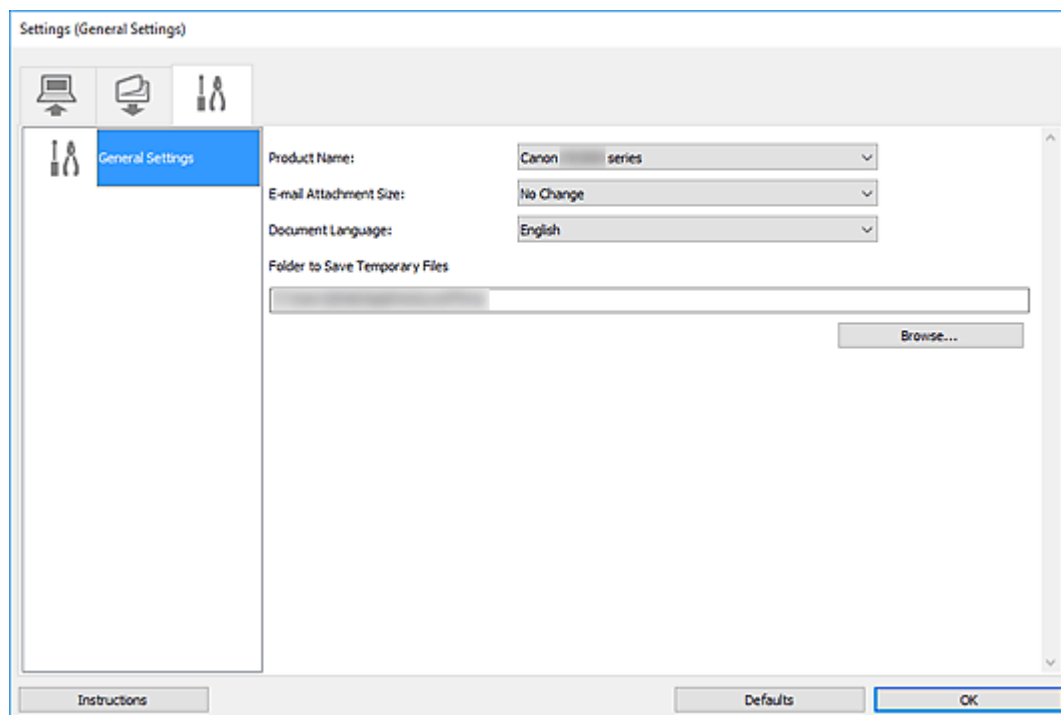 Settings (General Settings)
General Settings
Product Name:
Canon series
E-mail Attachment Size:
No Change
Document Language:
English
Folder to Save Temporary Files
Browse...
Instructions
Defaults
OK